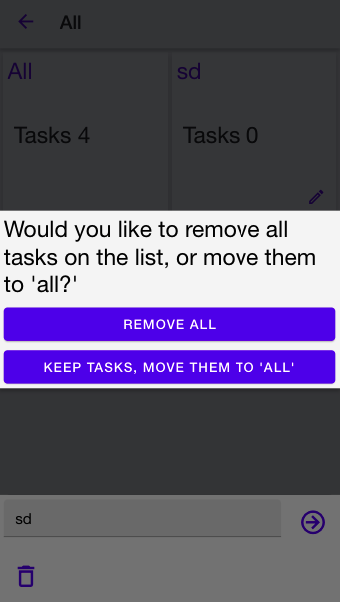 All
All
sd
Tasks 4
Tasks 0
Would you like to remove all
tasks on the list, or move them
to 'all?'
REMOVE ALL
KEEP TASKS, MOVE THEM TO 'ALL'
sd